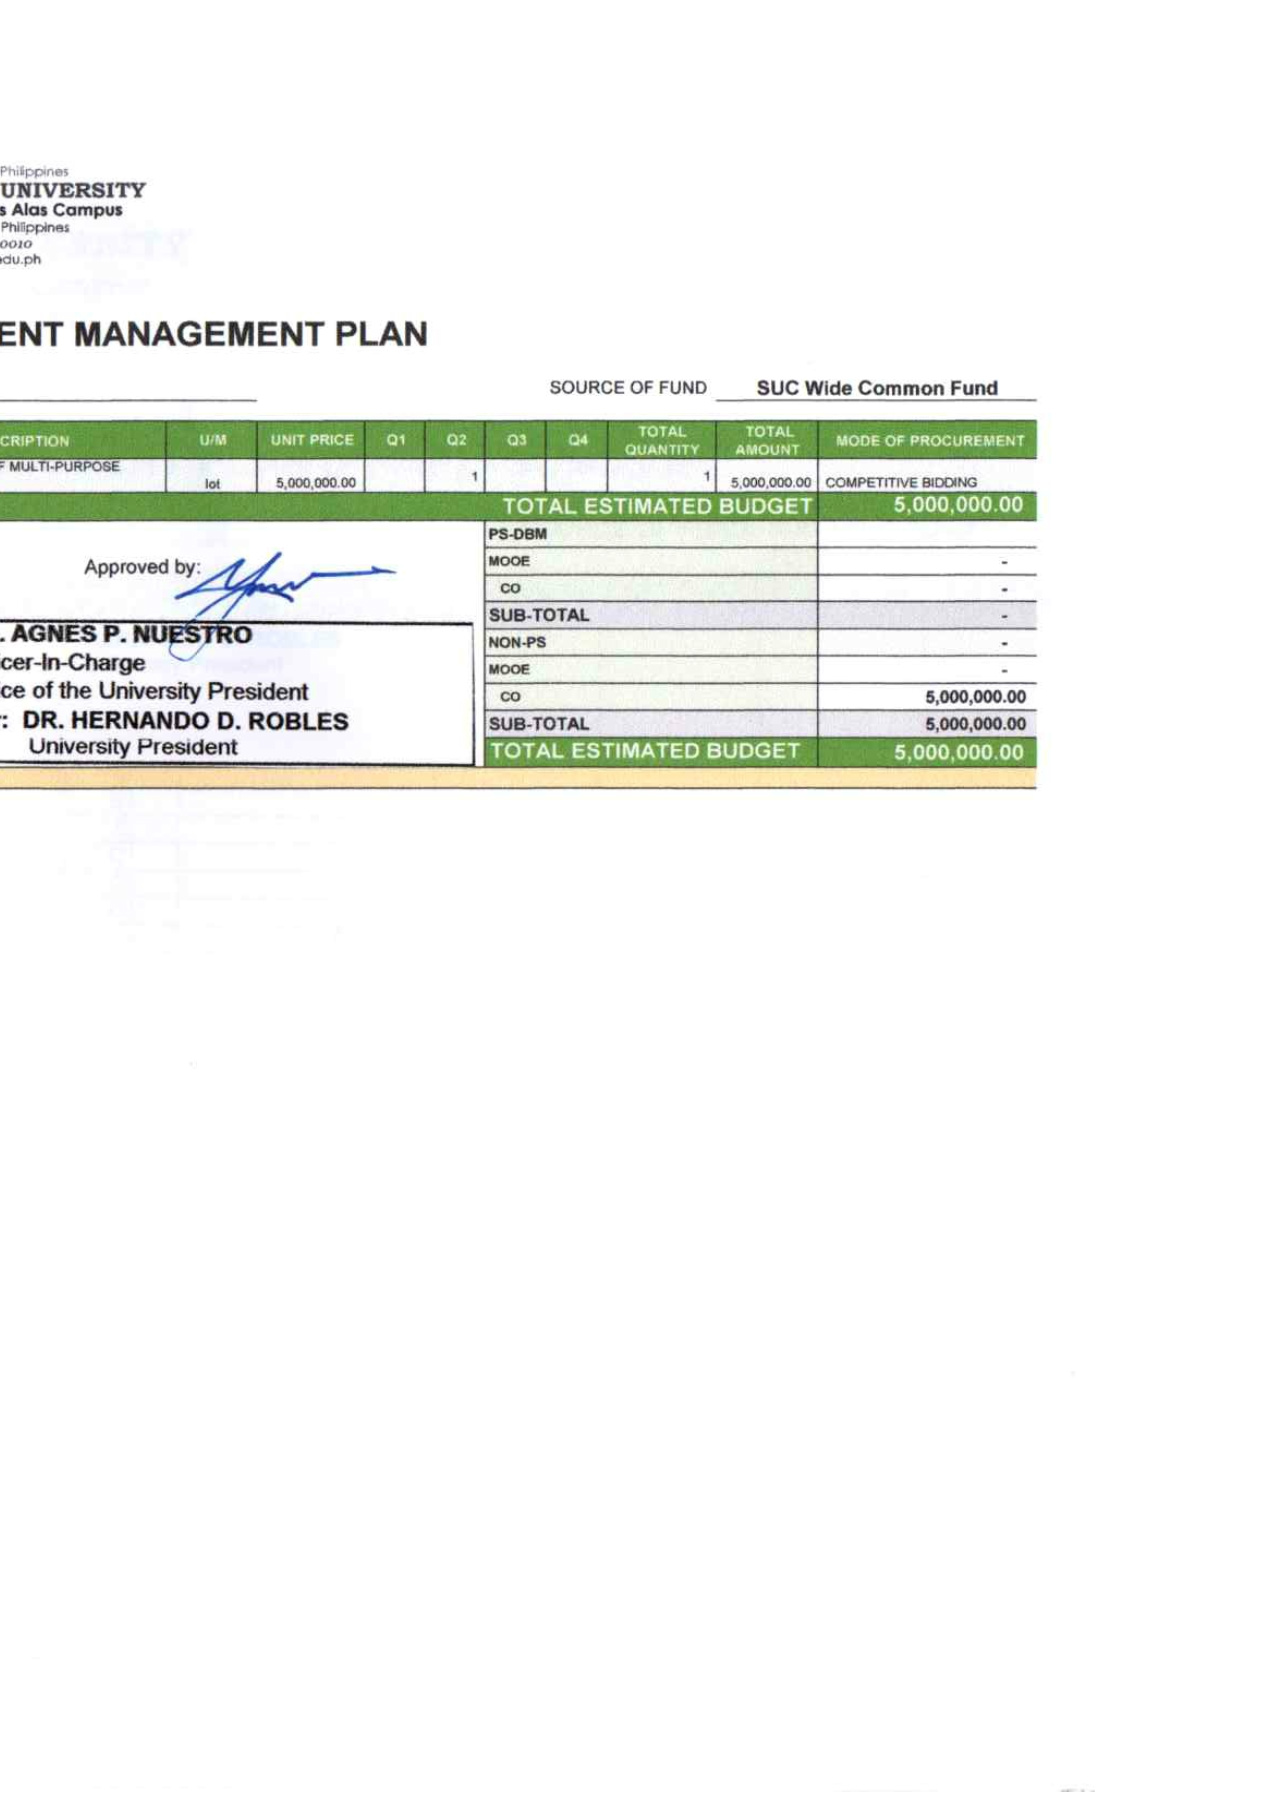 Philippines
UNIVERSITY
s Alas Campus
Philippines
0010
edu.ph
ENT MANAGEMENT PLAN
SOURCE OF FUND SUC Wide Common Fund
CRIPTION U/M UNIT PRICE Q1 Q2 Q3 Q4 TOTAL QUANTITY TOTAL AMOUNT MODE OF PROCUREMENT
F MULTI-PURPOSE
lot 5,000,000.00 1 1 5,000,000.00 COMPETITIVE BIDDING
TOTAL ESTIMATED BUDGET 5,000,000.00
Approved by:
. AGNES P. NUESTRO
cer-In-Charge
ce of the University President
: DR. HERNANDO D. ROBLES
University President
PS-DBM
MOOE -
CO -
SUB-TOTAL -
NON-PS -
MOOE -
CO 5,000,000.00
SUB-TOTAL 5,000,000.00
TOTAL ESTIMATED BUDGET 5,000,000.00